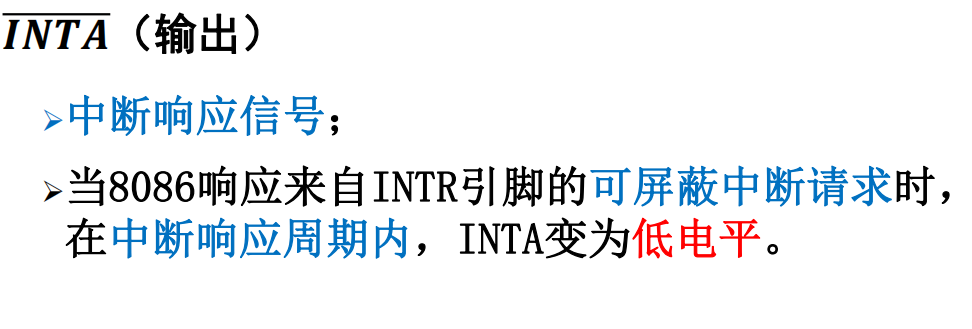 $\overline{INTA}$（输出）
➢中断响应信号；
➢当8086响应来自INTR引脚的可屏蔽中断请求时，
在中断响应周期内，INTA变为低电平。